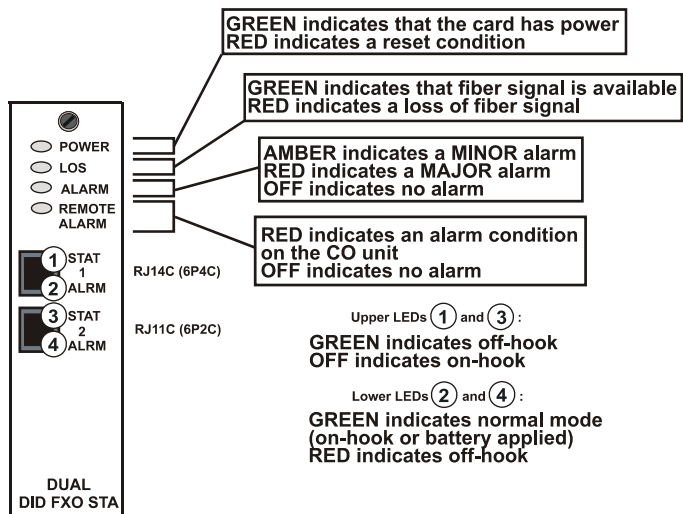 GREEN indicates that the card has power
RED indicates a reset condition
GREEN indicates that fiber signal is available
RED indicates a loss of fiber signal
POWER
LOS
ALARM
REMOTE
ALARM
AMBER indicates a MINOR alarm
RED indicates a MAJOR alarm
OFF indicates no alarm
RED indicates an alarm condition
on the CO unit
OFF indicates no alarm
1 STAT
1
2 ALRM
RJ14C (6P4C)
3 STAT
2
4 ALRM
RJ11C (6P2C)
Upper LEDs 1 and 3 :
GREEN indicates off-hook
OFF indicates on-hook
Lower LEDs 2 and 4 :
GREEN indicates normal mode
(on-hook or battery applied)
RED indicates off-hook
DUAL
DID FXO STA